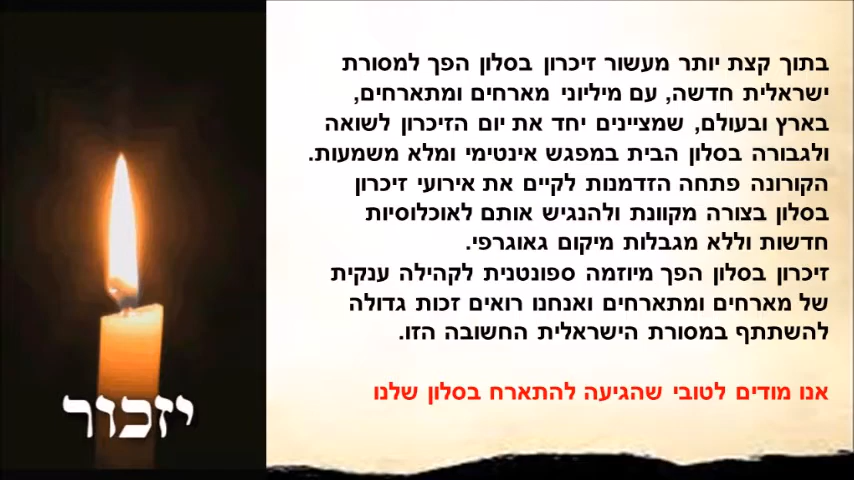 בתוך קצת יותר מעשור זיכרון בסלון הפך למסורת
ישראלית חדשה, עם מיליוני מארחים ומתארחים,
בארץ ובעולם, שמציינים יחד את יום הזיכרון לשואה
ולגבורה בסלון הבית במפגש אינטימי ומלא משמעות.
הקורונה פתחה הזדמנות לקיים את אירועי זיכרון
בסלון בצורה מקוונת ולהנגיש אותם לאוכלוסיות
חדשות וללא מגבלות מיקום גאוגרפי.
זיכרון בסלון הפך מיוזמה ספונטנית לקהילה ענקית
של מארחים ומתארחים ואנחנו רואים זכות גדולה
להשתתף במסורת הישראלית החשובה הזו.
אנו מודים לטובי שהגיעה להתארח בסלון שלנו
יזכור